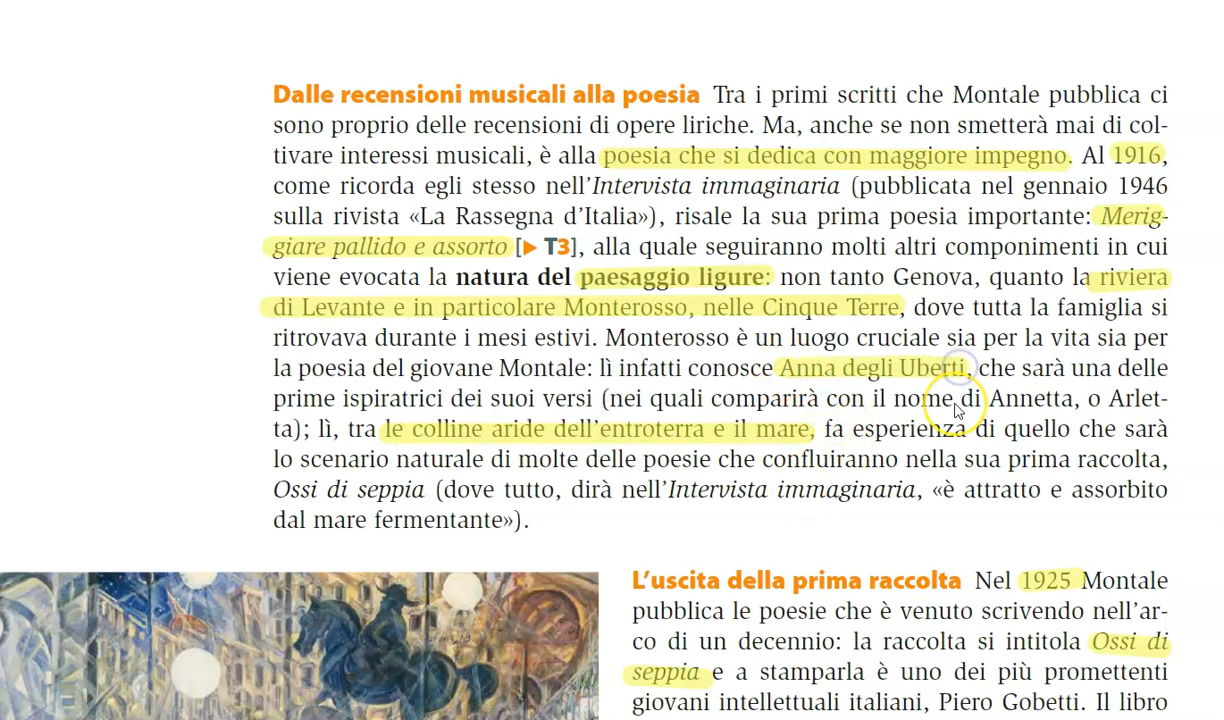 Dalle recensioni musicali alla poesia Tra i primi scritti che Montale pubblica ci
sono proprio delle recensioni di opere liriche. Ma, anche se non smetterà mai di col-
tivare interessi musicali, è alla poesia che si dedica con maggiore impegno. Al 1916,
come ricorda egli stesso nell’Intervista immaginaria (pubblicata nel gennaio 1946
sulla rivista «La Rassegna d’Italia»), risale la sua prima poesia importante: Merig-
giare pallido e assorto [▶ T3], alla quale seguiranno molti altri componimenti in cui
viene evocata la natura del paesaggio ligure: non tanto Genova, quanto la riviera
di Levante e in particolare Monterosso, nelle Cinque Terre, dove tutta la famiglia si
ritrovava durante i mesi estivi. Monterosso è un luogo cruciale sia per la vita sia per
la poesia del giovane Montale: lì infatti conosce Anna degli Uberti, che sarà una delle
prime ispiratrici dei suoi versi (nei quali comparirà con il nome di Annetta, o Arlet-
ta); lì, tra le colline aride dell’entroterra e il mare, fa esperienza di quello che sarà
lo scenario naturale di molte delle poesie che confluiranno nella sua prima raccolta,
Ossi di seppia (dove tutto, dirà nell’Intervista immaginaria, «è attratto e assorbito
dal mare fermentante»).
L’uscita della prima raccolta Nel 1925 Montale
pubblica le poesie che è venuto scrivendo nell’ar-
co di un decennio: la raccolta si intitola Ossi di
seppia e a stamparla è uno dei più promettenti
giovani intellettuali italiani, Piero Gobetti. Il libro